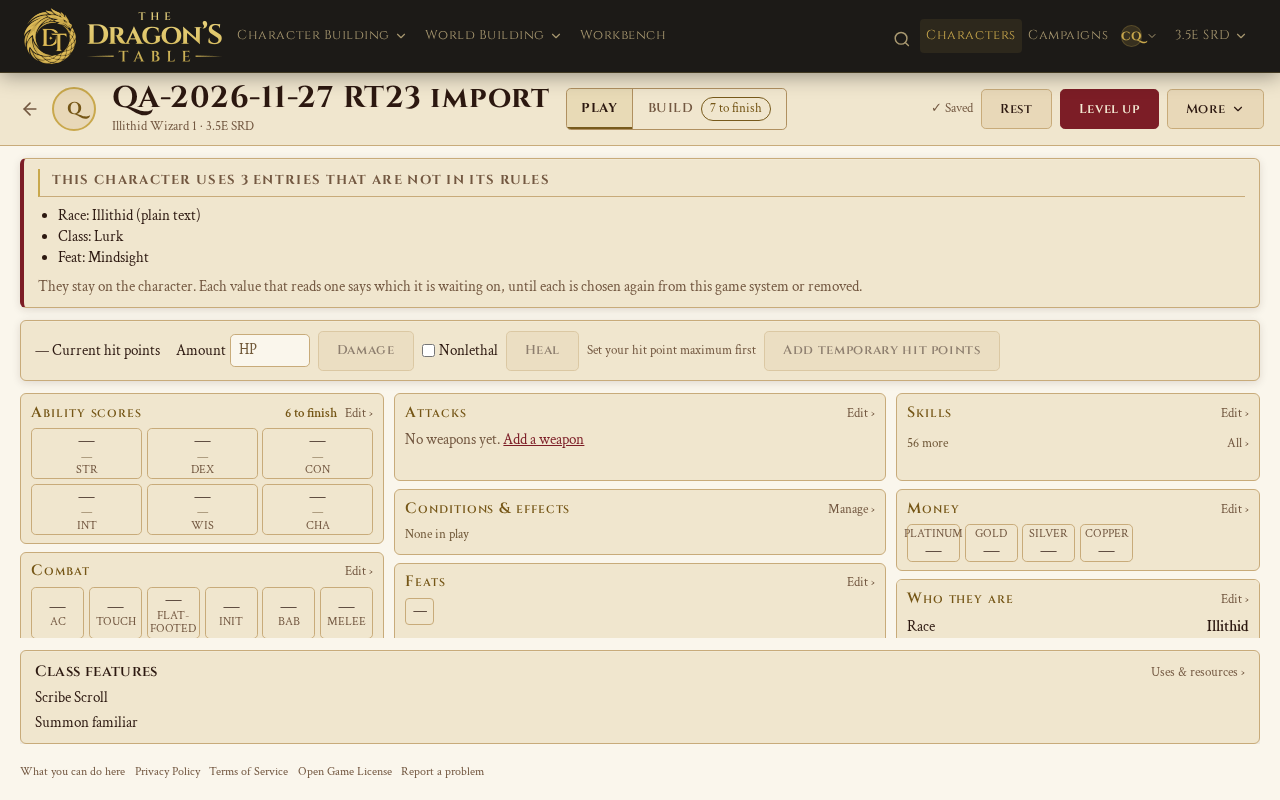 THE
DRAGON'S
TABLE
DT
CHARACTER BUILDING
WORLD BUILDING
WORKBENCH
CHARACTERS
CAMPAIGNS
CQ
3.5E SRD
Q
QA-2026-11-27 RT23 IMPORT
Illithid Wizard 1 · 3.5E SRD
PLAY
BUILD
7 to finish
✓ Saved
REST
LEVEL UP
MORE
THIS CHARACTER USES 3 ENTRIES THAT ARE NOT IN ITS RULES
• Race: Illithid (plain text)
• Class: Lurk
• Feat: Mindsight
They stay on the character. Each value that reads one says which it is waiting on, until each is chosen again from this game system or removed.
— Current hit points
Amount
HP
DAMAGE
Nonlethal
HEAL
Set your hit point maximum first
ADD TEMPORARY HIT POINTS
ABILITY SCORES
6 to finish
Edit ›
— — —
— — —
STR DEX CON
— — —
— — —
INT WIS CHA
COMBAT
Edit ›
— — — — — —
AC TOUCH FLAT-FOOTED INIT BAB MELEE
ATTACKS
Edit ›
No weapons yet. Add a weapon
CONDITIONS & EFFECTS
Manage ›
None in play
FEATS
Edit ›
—
SKILLS
Edit ›
56 more
All ›
MONEY
Edit ›
PLATINUM GOLD SILVER COPPER
— — — —
WHO THEY ARE
Edit ›
Race
Illithid
CLASS FEATURES
Uses & resources ›
Scribe Scroll
Summon familiar
What you can do here Privacy Policy Terms of Service Open Game License Report a problem